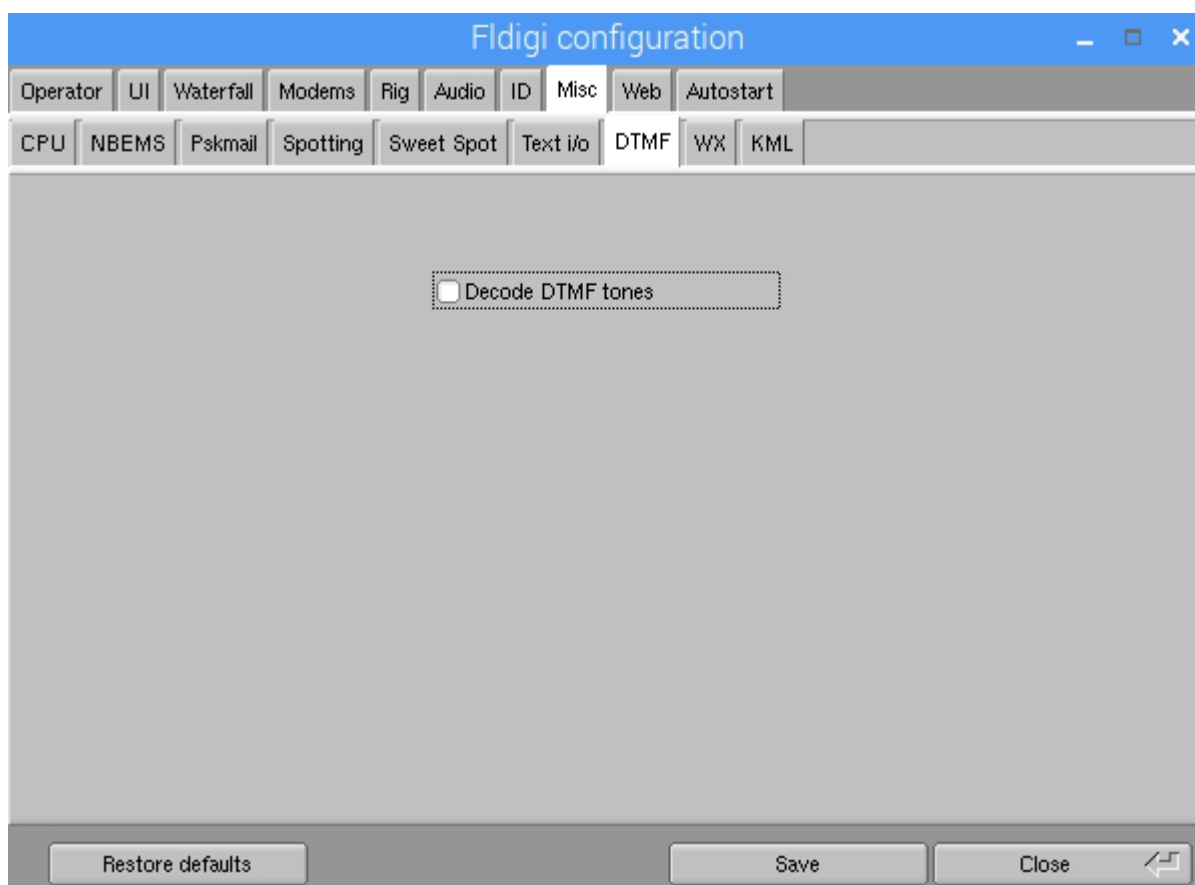 Fldigi configuration
Operator UI Waterfall Modems Rig Audio ID Misc Web Autostart
CPU NBEMS Pskmail Spotting Sweet Spot Text i/o DTMF WX KML
Decode DTMF tones
Restore defaults Save Close